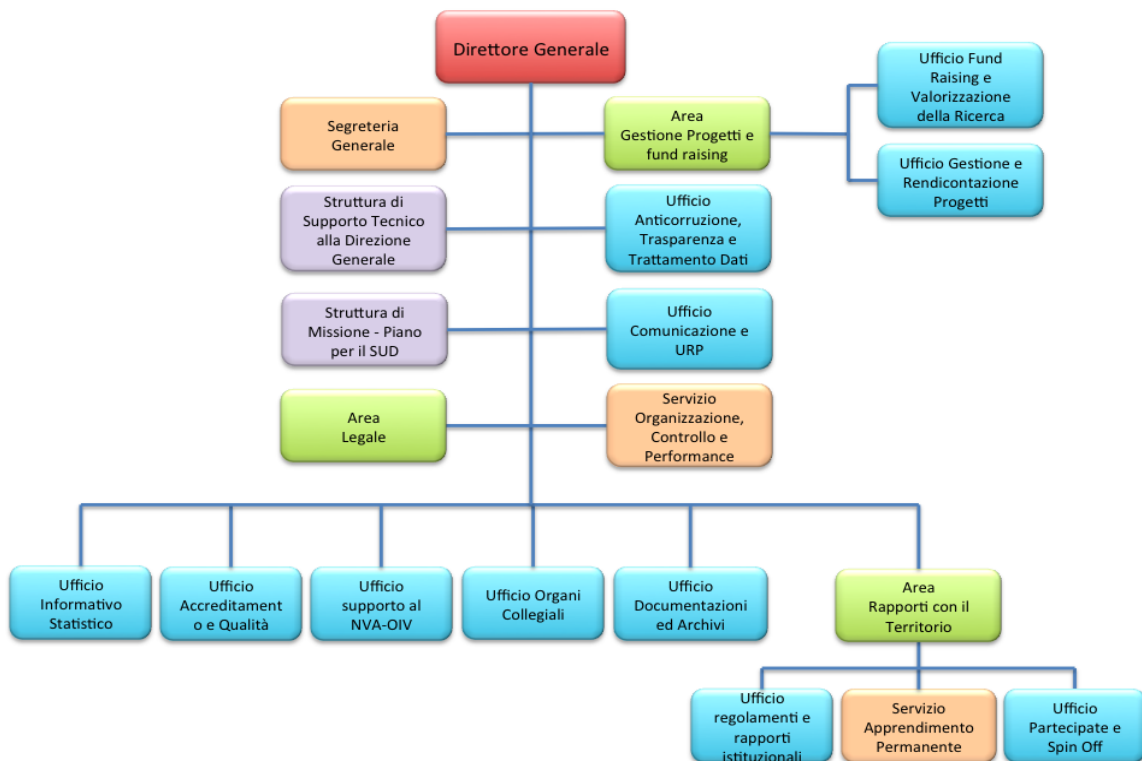 Direttore Generale
Segreteria
Generale
Area
Gestione Progetti e
fund raising
Ufficio Fund
Raising e
Valorizzazione
della Ricerca
Ufficio Gestione e
Rendicontazione
Progetti
Struttura di
Supporto Tecnico
alla Direzione
Generale
Ufficio
Anticorruzione,
Trasparenza e
Trattamento Dati
Struttura di
Missione - Piano
per il SUD
Ufficio
Comunicazione e
URP
Area
Legale
Servizio
Organizzazione,
Controllo e
Performance
Ufficio
Informativo
Statistico
Ufficio
Accreditament
o e Qualità
Ufficio
supporto al
NVA-OIV
Ufficio Organi
Collegiali
Ufficio
Documentazioni
ed Archivi
Area
Rapporti con il
Territorio
Ufficio
regolamenti e
rapporti
istituzionali
Servizio
Apprendimento
Permanente
Ufficio
Partecipate e
Spin Off